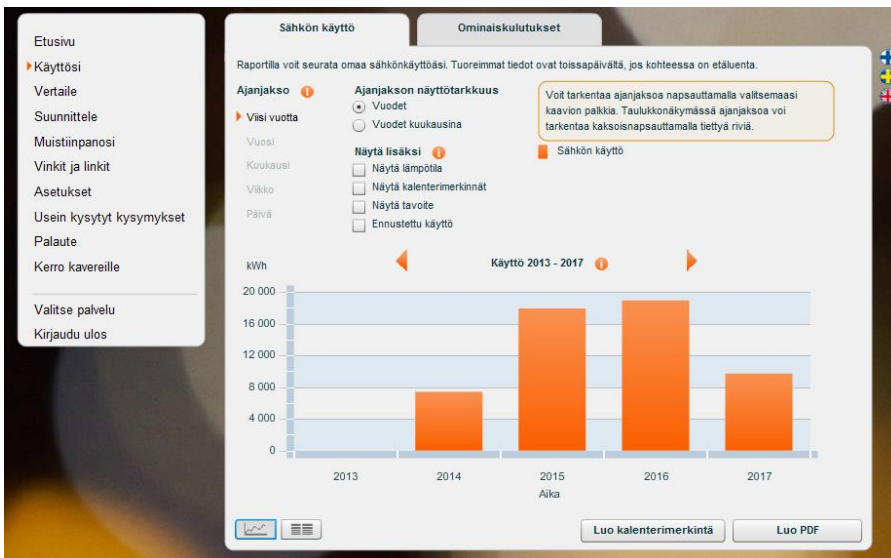 Etusivu
Käyttösi
Vertaile
Suunnittele
Muistiinpanosi
Vinkit ja linkit
Asetukset
Usein kysytyt kysymykset
Palaute
Kerro kavereille
Valitse palvelu
Kirjaudu ulos
Sähkön käyttö
Ominaiskulutukset
Raportilla voit seurata omaa sähkönkäyttöäsi. Tuoreimmat tiedot ovat toissapäivältä, jos kohteessa on etäluenta.
Ajanjakso
Viisi vuotta
Vuosi
Kuukausi
Viikko
Päivä
Ajanjakson näyttötarkkuus
Vuodet
Vuodet kuukausina
Näytä lisäksi
Näytä lämpötila
Näytä kalenterimerkinnät
Näytä tavoite
Ennustettu käyttö
Voit tarkentaa ajanjaksoa napsauttamalla valitsemaasi
kaavion palkkia. Taulukkonäkymässä ajanjaksoa voi
tarkentaa kaksoisnapsauttamalla tiettyä riviä.
Sähkön käyttö
kWh
Käyttö 2013 - 2017
20 000
16 000
12 000
8 000
4 000
0
2013 2014 2015 2016 2017
Aika
Luo kalenterimerkintä
Luo PDF